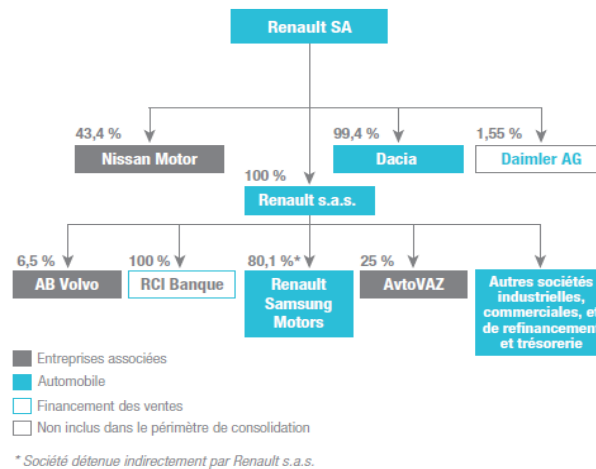 Renault SA
43,4 %
99,4 %
1,55 %
Nissan Motor
Dacia
Daimler AG
100 %
Renault s.a.s.
6,5 %
100 %
80,1 %*
25 %
AB Volvo
RCI Banque
Renault
Samsung
Motors
AvtoVAZ
Autres sociétés
industrielles,
commerciales, et
de refinancement
et trésorerie
Entreprises associées
Automobile
Financement des ventes
Non inclus dans le périmètre de consolidation
* Société détenue indirectement par Renault s.a.s.